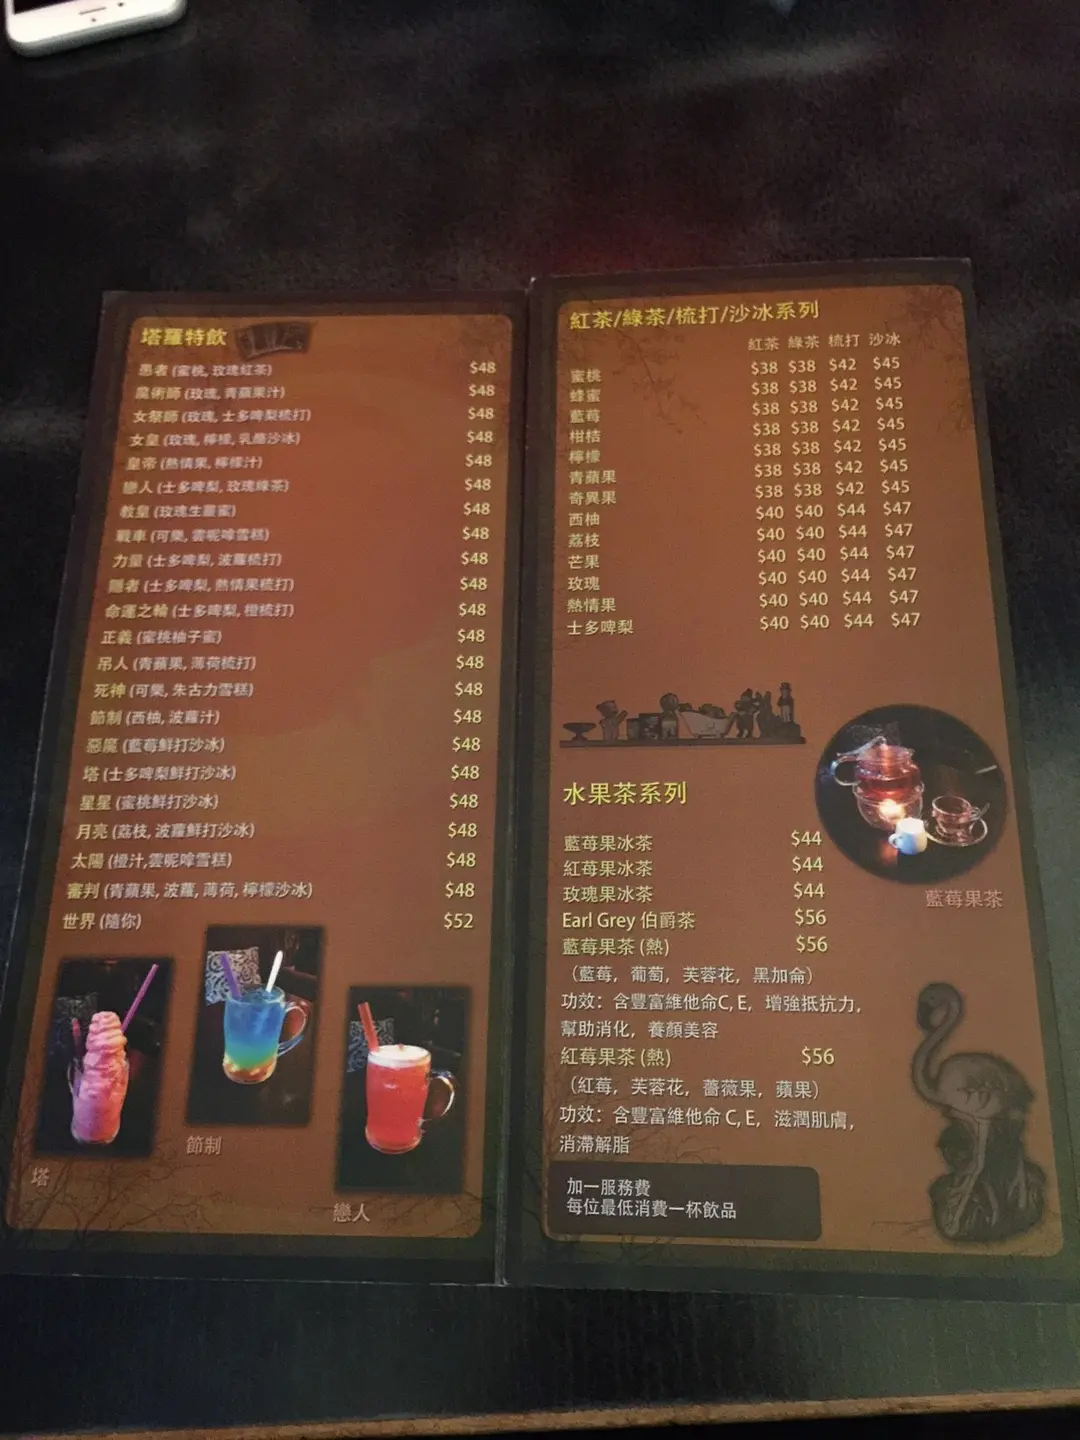 塔羅特飲
愚者 (蜜桃, 玫瑰紅茶) $48
魔術師 (玫瑰, 青蘋果汁) $48
女祭師 (玫瑰, 士多啤梨梳打) $48
女皇 (玫瑰, 檸檬, 乳酪沙冰) $48
皇帝 (熱情果, 檸檬汁) $48
戀人 (士多啤梨, 玫瑰綠茶) $48
教皇 (玫瑰生薑蜜) $48
戰車 (可樂, 雲呢嗱雪糕) $48
力量 (士多啤梨, 波蘿梳打) $48
隱者 (士多啤梨, 熱情果梳打) $48
命運之輪 (士多啤梨, 橙梳打) $48
正義 (蜜桃柚子蜜) $48
吊人 (青蘋果, 薄荷梳打) $48
死神 (可樂, 朱古力雪糕) $48
節制 (西柚, 波蘿汁) $48
惡魔 (藍莓鮮打沙冰) $48
塔 (士多啤梨鮮打沙冰) $48
星星 (蜜桃鮮打沙冰) $48
月亮 (荔枝, 波蘿鮮打沙冰) $48
太陽 (橙汁,雲呢嗱雪糕) $48
審判 (青蘋果, 波蘿, 薄荷, 檸檬沙冰) $48
世界 (隨你) $52
塔
節制
戀人
紅茶/綠茶/梳打/沙冰系列
紅茶 綠茶 梳打 沙冰
蜜桃 $38 $38 $42 $45
蜂蜜 $38 $38 $42 $45
藍莓 $38 $38 $42 $45
柑桔 $38 $38 $42 $45
檸檬 $38 $38 $42 $45
青蘋果 $38 $38 $42 $45
奇異果 $38 $38 $42 $45
西柚 $40 $40 $44 $47
荔枝 $40 $40 $44 $47
芒果 $40 $40 $44 $47
玫瑰 $40 $40 $44 $47
熱情果 $40 $40 $44 $47
士多啤梨 $40 $40 $44 $47
水果茶系列
藍莓果冰茶 $44
紅莓果冰茶 $44
玫瑰果冰茶 $44
Earl Grey 伯爵茶 $56
藍莓果茶 (熱) $56
（藍莓，葡萄，芙蓉花，黑加侖）
功效：含豐富維他命C, E，增強抵抗力，
幫助消化，養顏美容
紅莓果茶 (熱) $56
（紅莓，芙蓉花，薔薇果，蘋果）
功效：含豐富維他命 C, E，滋潤肌膚，
消滯解脂
藍莓果茶
加一服務費
每位最低消費一杯飲品